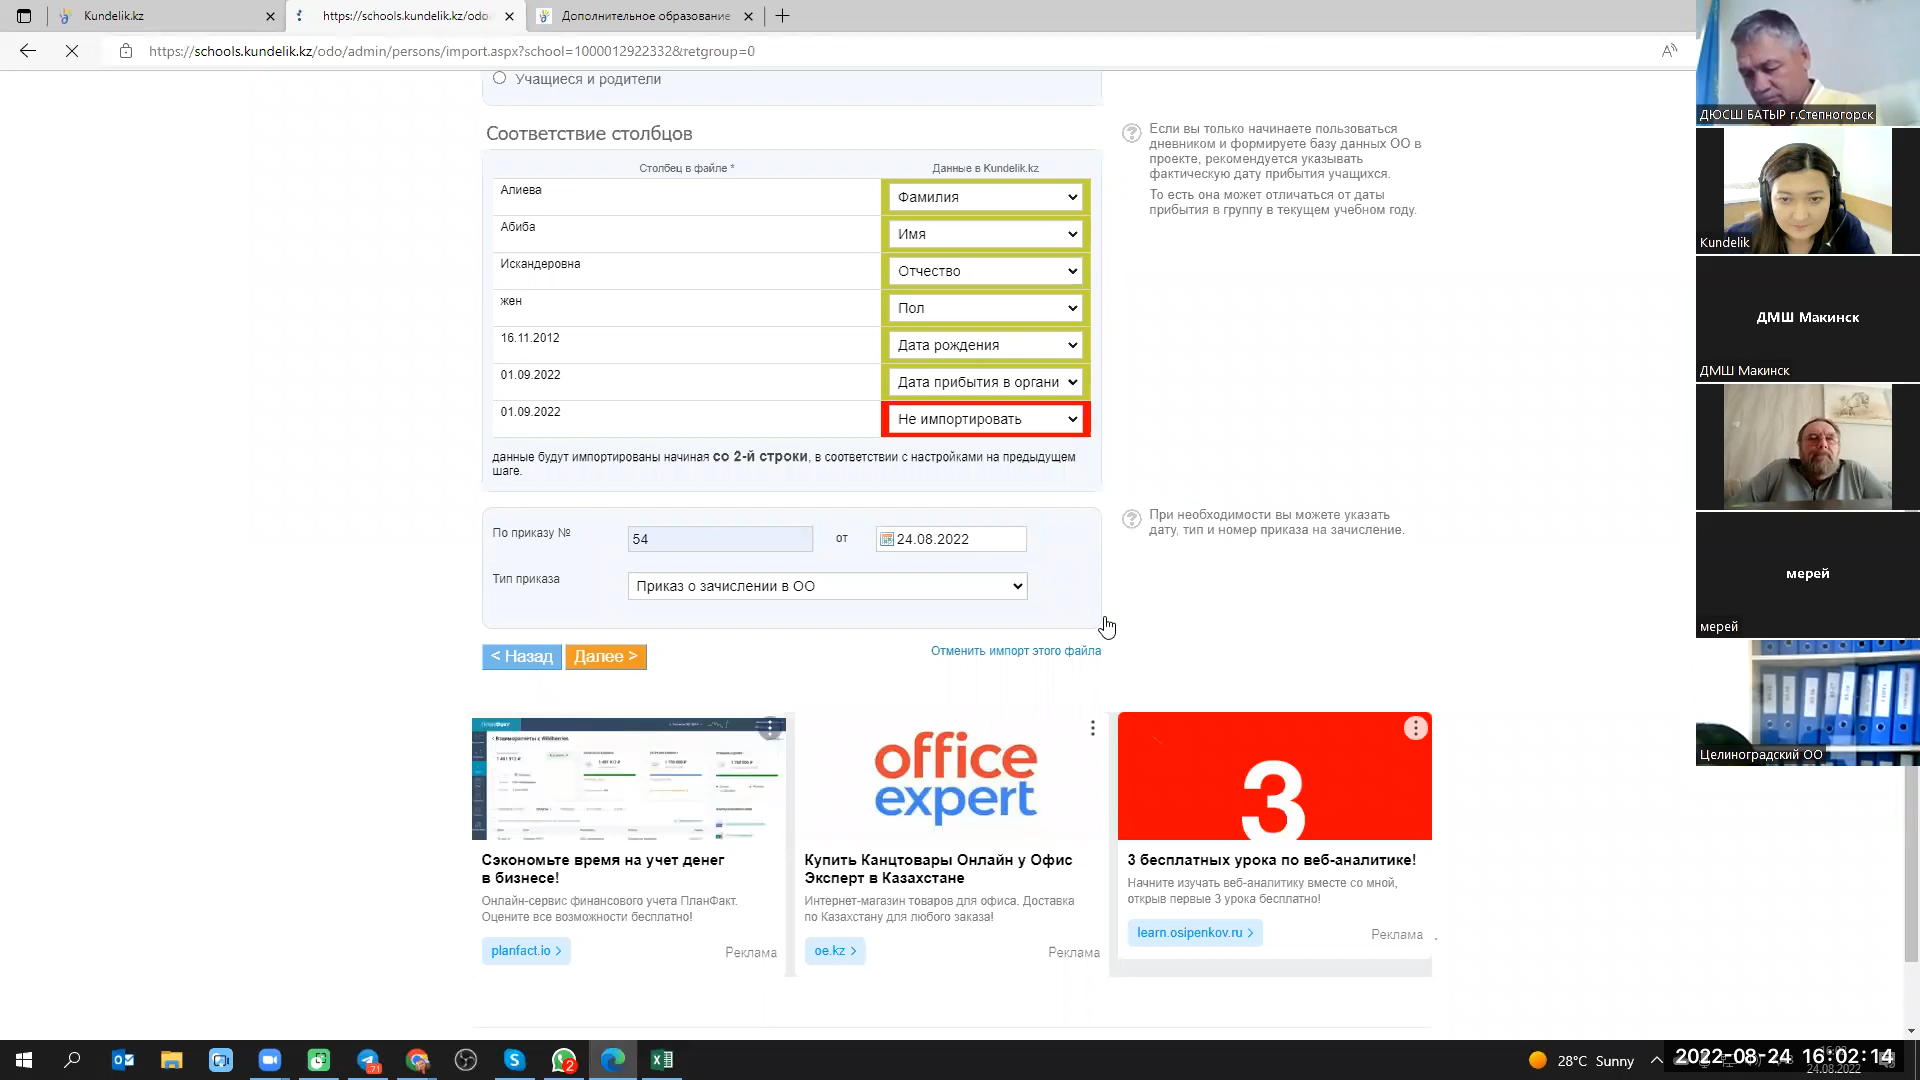 Kundelik.kz
https://schools.kundelik.kz/odo
Дополнительное образование
https://schools.kundelik.kz/odo/admin/persons/import.aspx?school=1000012922332&retgroup=0
Учащиеся и родители
Соответствие столбцов
Столбец в файле *
Данные в Kundelik.kz
Алиева
Фамилия
Абиба
Имя
Искандеровна
Отчество
жен
Пол
16.11.2012
Дата рождения
01.09.2022
Дата прибытия в органи
01.09.2022
Не импортировать
данные будут импортированы начиная со 2-й строки, в соответствии с настройками на предыдущем
шаге.
Если вы только начинаете пользоваться
дневником и формируете базу данных ОО в
проекте, рекомендуется указывать
фактическую дату прибытия учащихся.
То есть она может отличаться от даты
прибытия в группу в текущем учебном году.
По приказу №
54
от
24.08.2022
Тип приказа
Приказ о зачислении в ОО
При необходимости вы можете указать
дату, тип и номер приказа на зачисление.
< Назад
Далее >
Отменить импорт этого файла
office
expert
3
Сэкономьте время на учет денег
в бизнесе!
Онлайн-сервис финансового учета ПланФакт.
Оцените все возможности бесплатно!
planfact.io >
Реклама
Купить Канцтовары Онлайн у Офис
Эксперт в Казахстане
Интернет-магазин товаров для офиса. Доставка
по Казахстану для любого заказа!
oe.kz >
Реклама
3 бесплатных урока по веб-аналитике!
Начните изучать веб-аналитику вместе со мной,
открыв первые 3 урока бесплатно!
learn.osipenkov.ru >
Реклама
ДЮСШ БАТЫР г.Степногорск
Kundelik
ДМШ Макинск
ДМШ Макинск
мерей
мерей
Целиноградский ОО
28°C Sunny
2022-08-24 16:02:14
24.08.2022